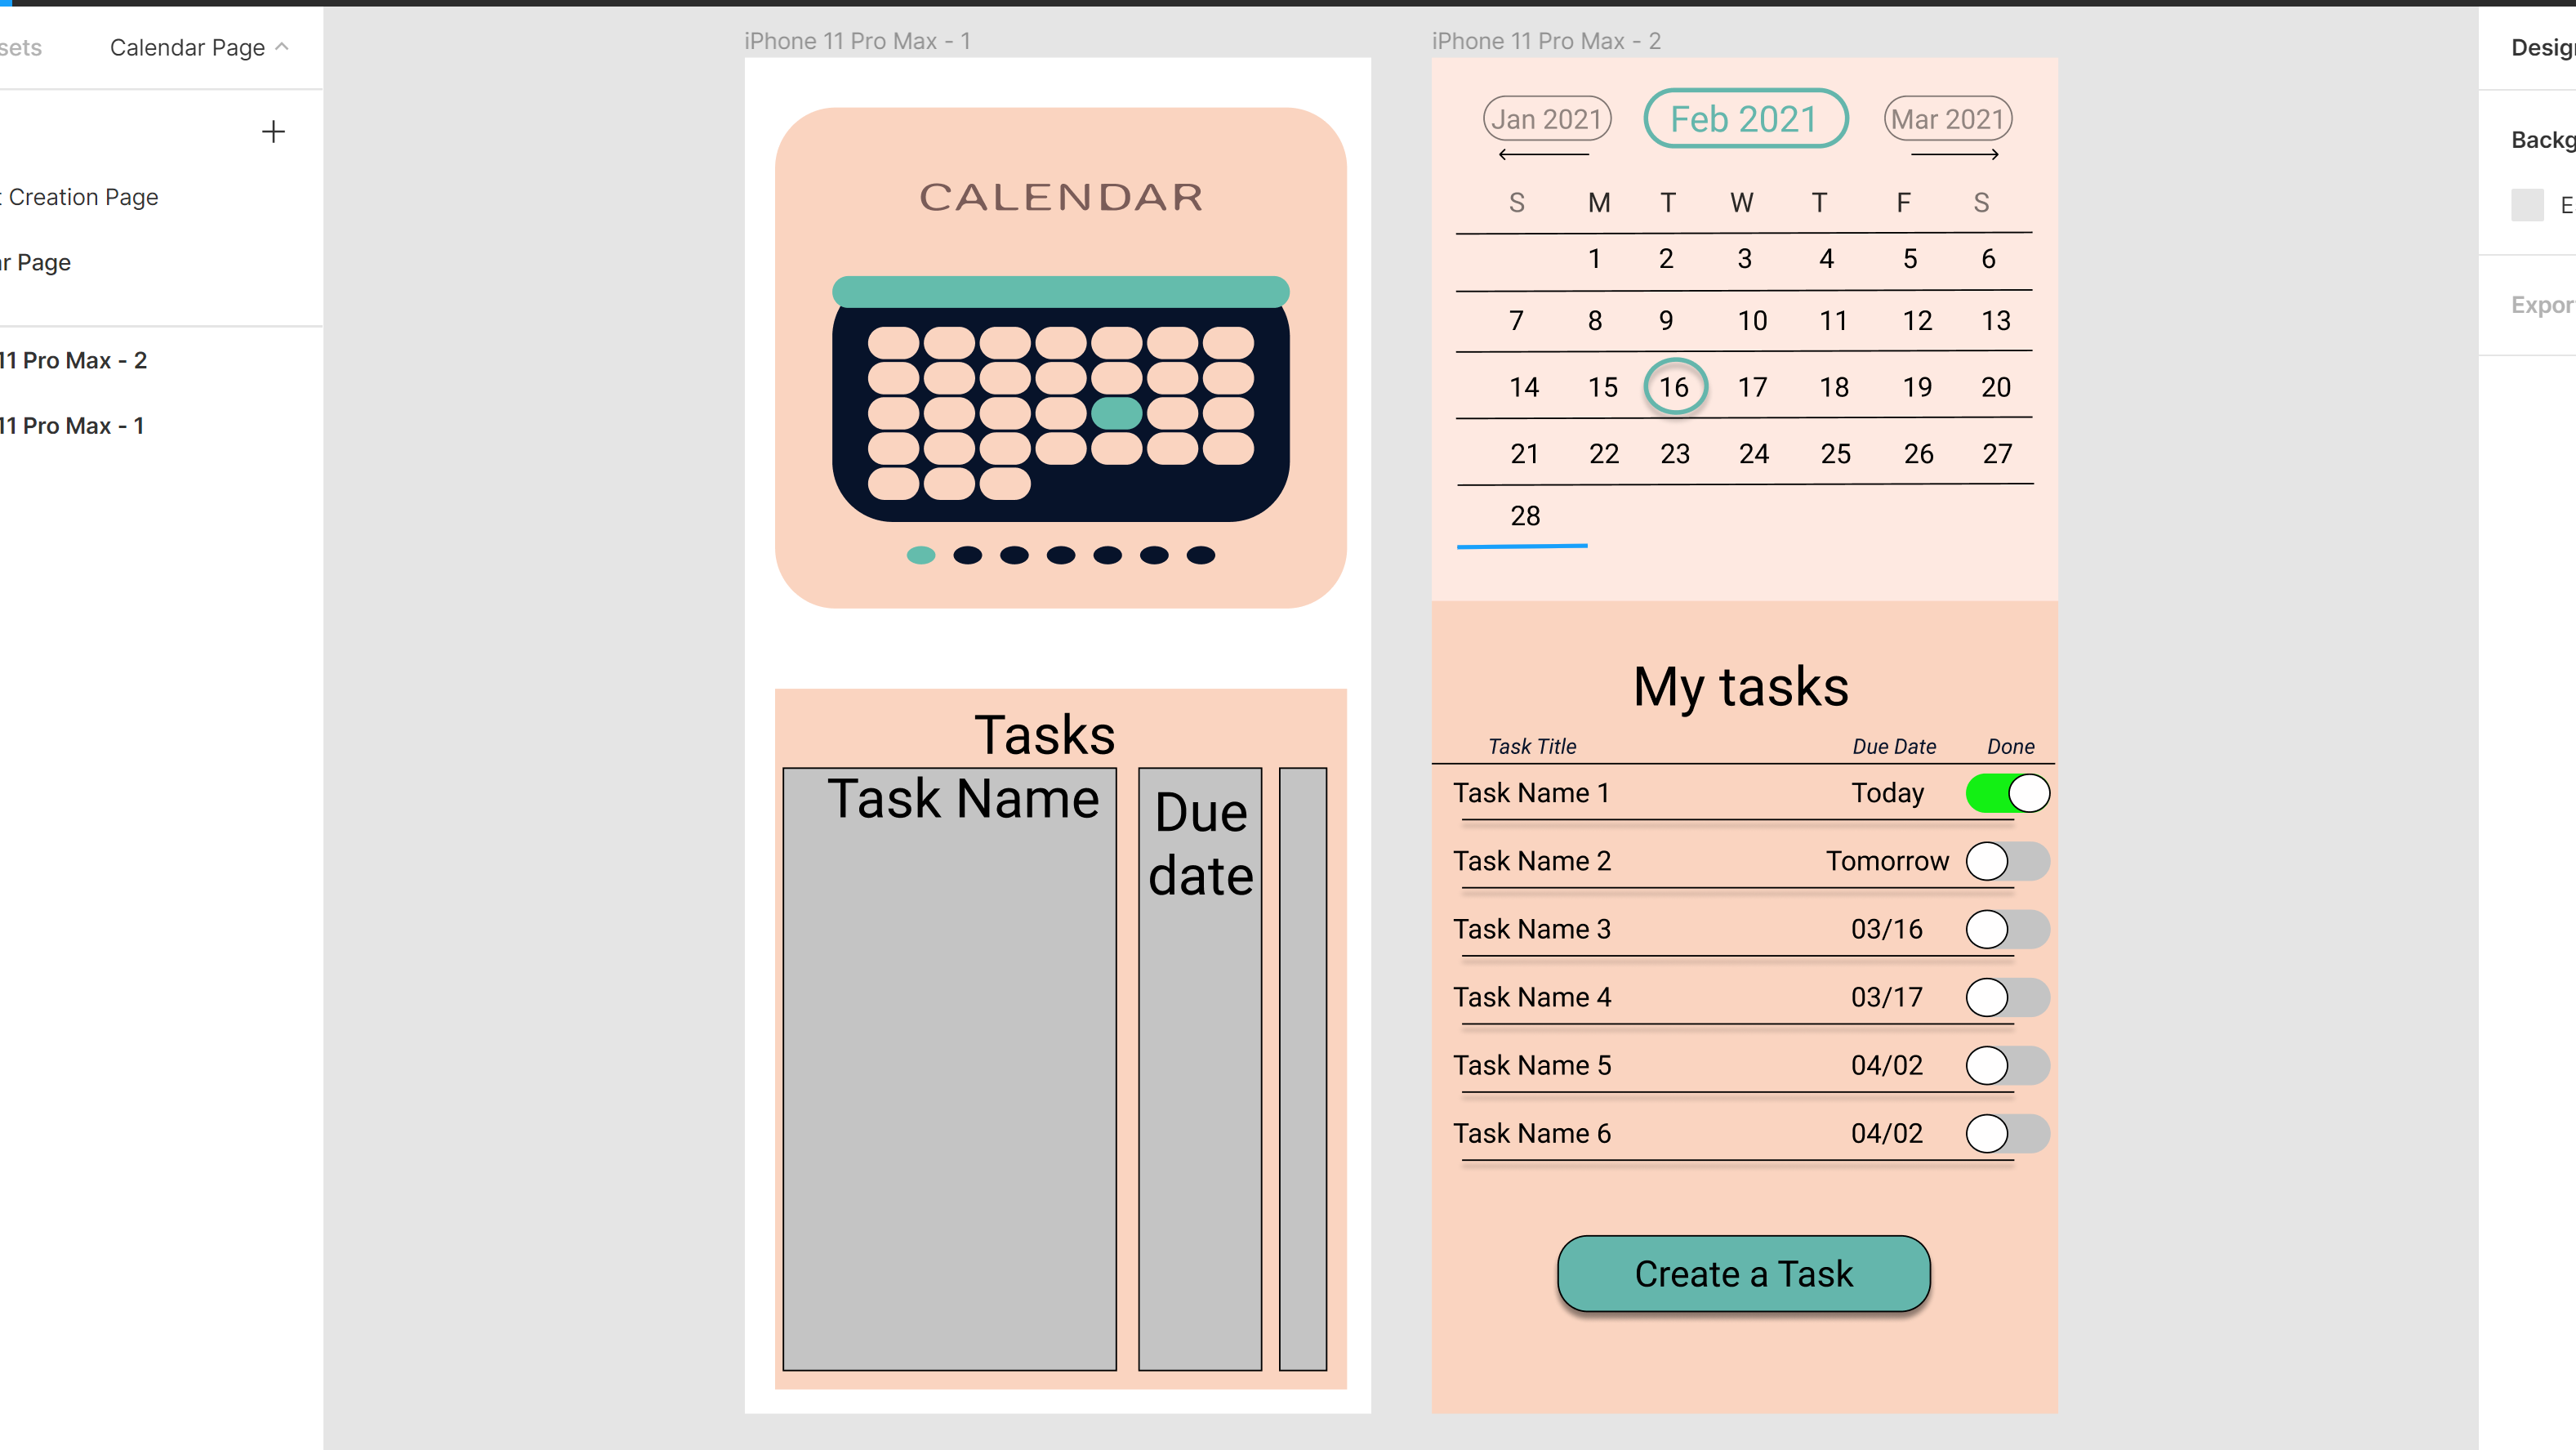 sets
Calendar Page
Creation Page
r Page
11 Pro Max - 2
11 Pro Max - 1
iPhone 11 Pro Max - 1
CALENDAR
Tasks
Task Name
Due
date
iPhone 11 Pro Max - 2
Jan 2021 Feb 2021 Mar 2021
S M T W T F S
1 2 3 4 5 6
7 8 9 10 11 12 13
14 15 16 17 18 19 20
21 22 23 24 25 26 27
28
My tasks
Task Title Due Date Done
Task Name 1 Today
Task Name 2 Tomorrow
Task Name 3 03/16
Task Name 4 03/17
Task Name 5 04/02
Task Name 6 04/02
Create a Task
Desig
Backg
E
Expor